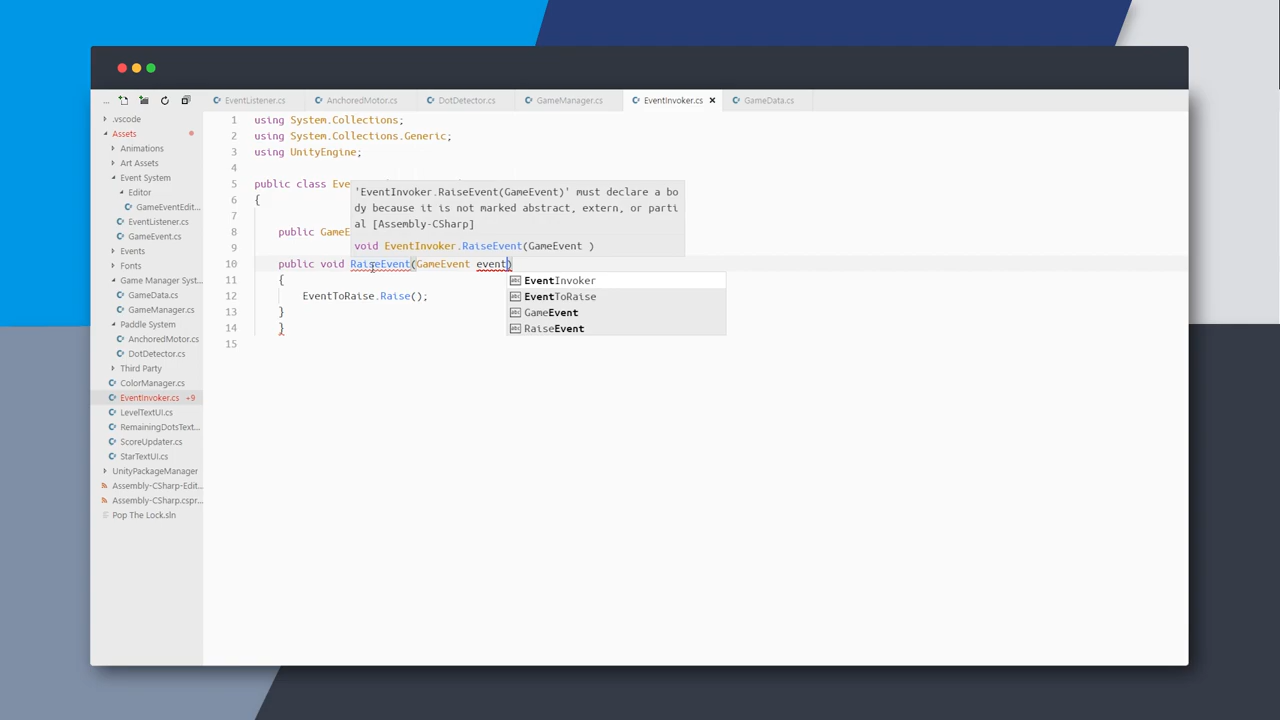 ... EventListener.cs AnchoredMotor.cs DotDetector.cs GameManager.cs EventInvoker.cs × GameData.cs
.vscode
Assets
Animations
Art Assets
Event System
Editor
GameEventEdit...
EventListener.cs
GameEvent.cs
Events
Fonts
Game Manager Sys...
GameData.cs
GameManager.cs
Paddle System
AnchoredMotor.cs
DotDetector.cs
Third Party
ColorManager.cs
EventInvoker.cs +9
LevelTextUI.cs
RemainingDotsText...
ScoreUpdater.cs
StarTextUI.cs
UnityPackageManager
Assembly-CSharp-Edit...
Assembly-CSharp.cspr...
Pop The Lock.sln
1 using System.Collections;
2 using System.Collections.Generic;
3 using UnityEngine;
4
5 public class Eve
6 {
7
8 public GameE
9
10 public void RaiseEvent(GameEvent event)
11 {
12 EventToRaise.Raise();
13 }
14 }
15
'EventInvoker.RaiseEvent(GameEvent)' must declare a bo
dy because it is not marked abstract, extern, or parti
al [Assembly-CSharp]
void EventInvoker.RaiseEvent(GameEvent )
EventInvoker
EventToRaise
GameEvent
RaiseEvent